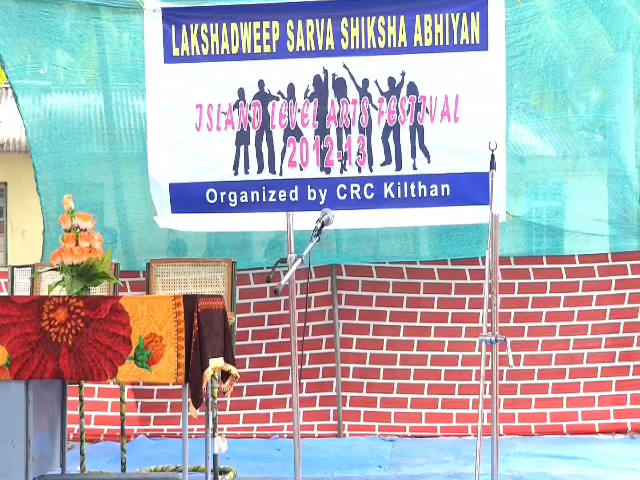 LAKSHADWEEP SARVA SHIKSHA ABHIYAN
ISLAND LEVEL ARTS FESTIVAL
2012-13
Organized by CRC Kilthan